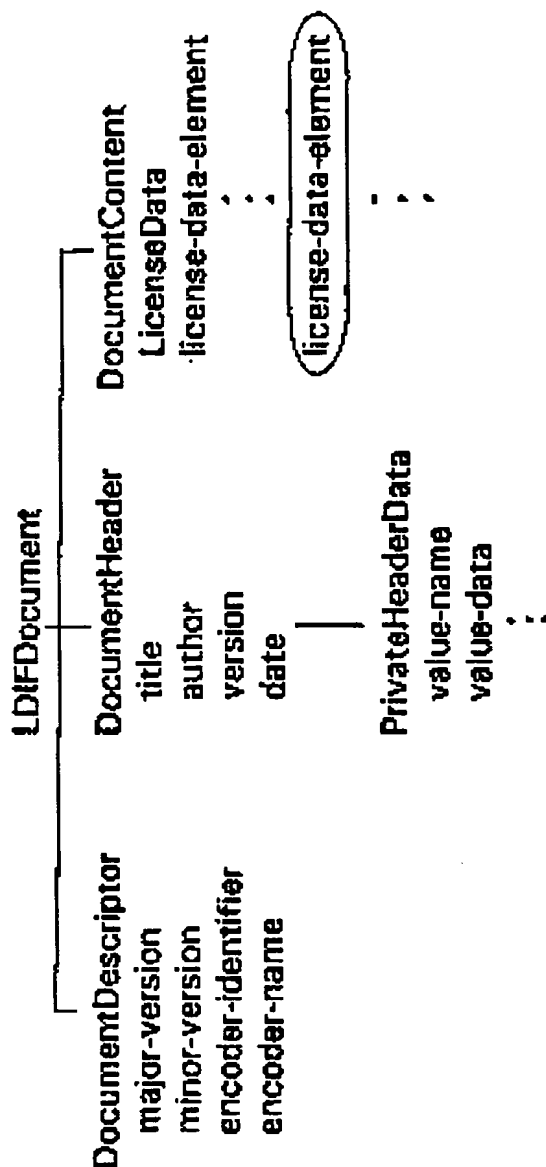 LDIFDocument
DocumentDescriptor
major-version
minor-version
encoder-identifier
encoder-name
DocumentHeader
title
author
version
date
PrivateHeaderData
value-name
value-data
DocumentContent
LicenseData
license-data-element
license-data-element